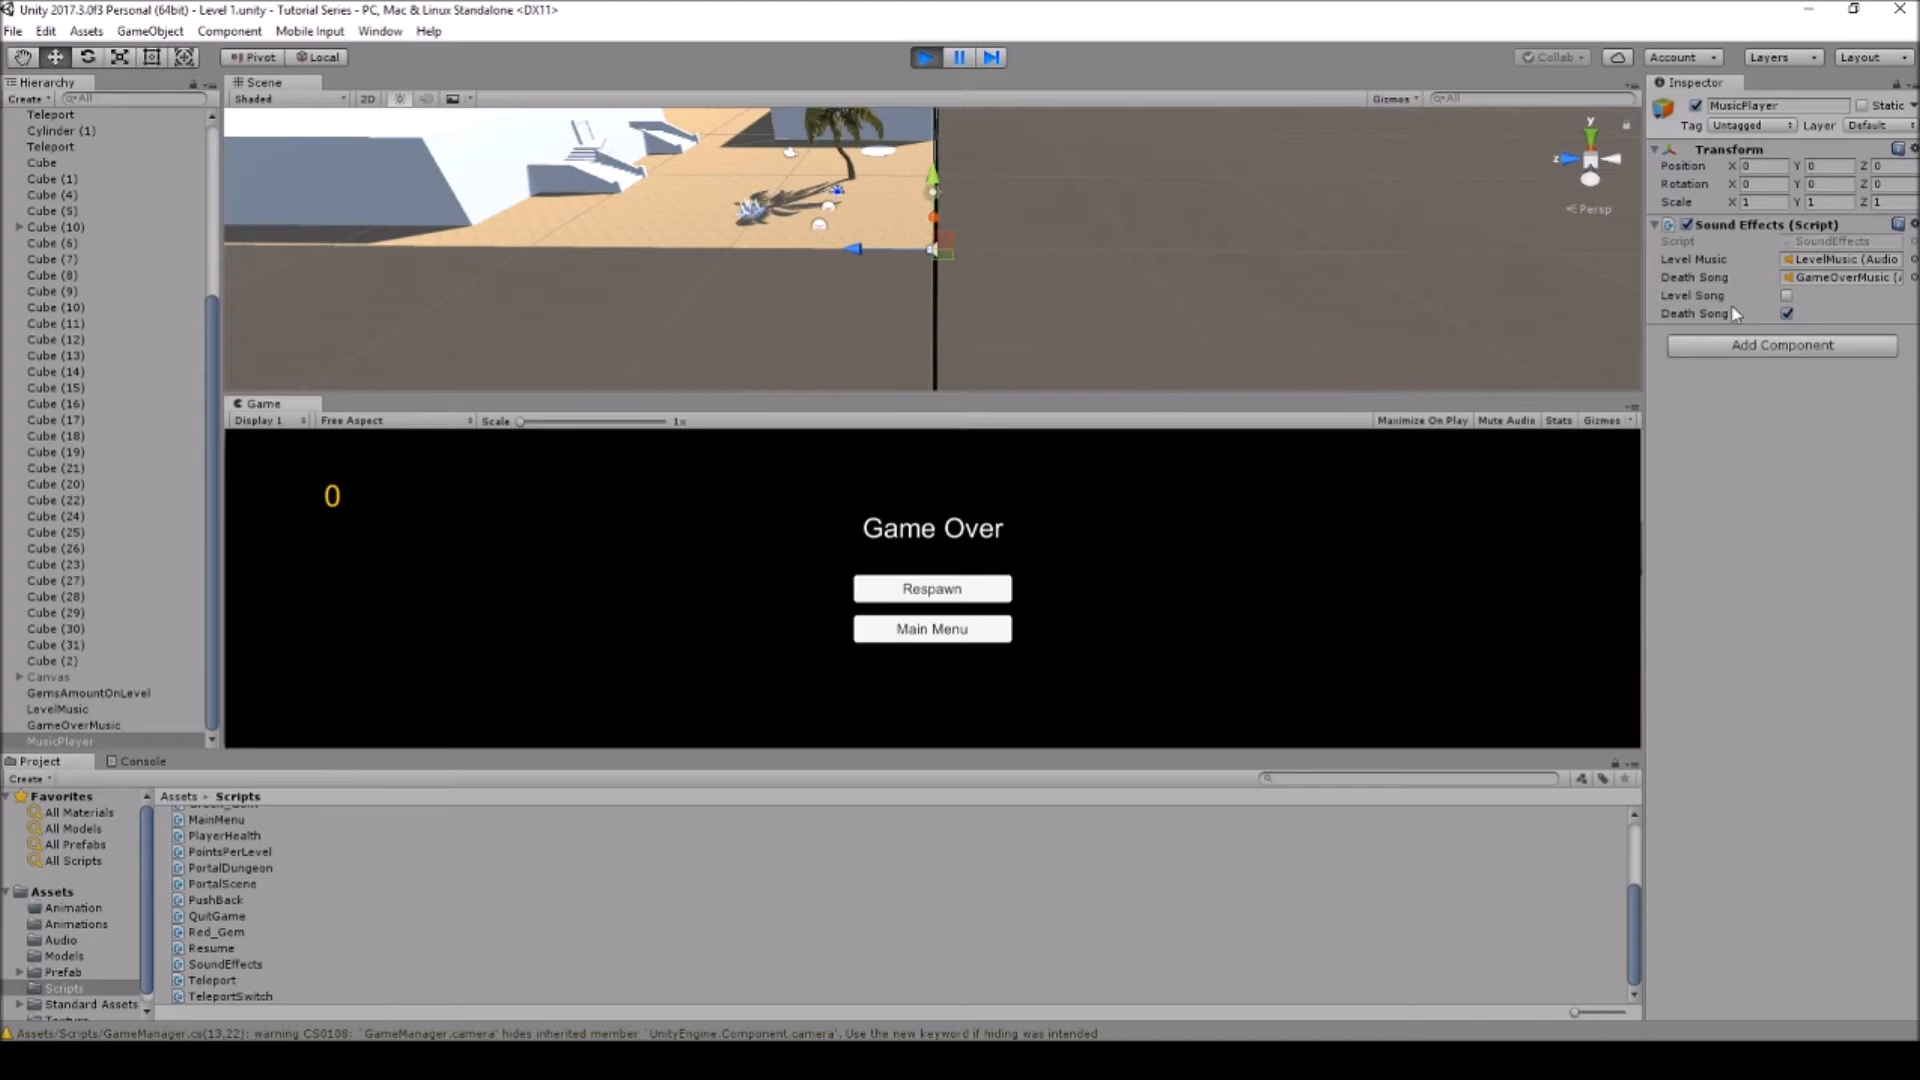 Unity 2017.3.0f3 Personal (64bit) - Level 1.unity - Tutorial Series - PC, Mac & Linux Standalone <DX11>
File Edit Assets GameObject Component Mobile Input Window Help
Pivot Local Collab Account Layers Layout
Hierarchy
Create All
Teleport
Cylinder (1)
Teleport
Cube
Cube (1)
Cube (4)
Cube (5)
Cube (10)
Cube (6)
Cube (7)
Cube (8)
Cube (9)
Cube (10)
Cube (11)
Cube (12)
Cube (13)
Cube (14)
Cube (15)
Cube (16)
Cube (17)
Cube (18)
Cube (19)
Cube (21)
Cube (20)
Cube (22)
Cube (24)
Cube (25)
Cube (26)
Cube (23)
Cube (27)
Cube (28)
Cube (29)
Cube (30)
Cube (31)
Cube (2)
Canvas
GemsAmountOnLevel
LevelMusic
GameOverMusic
MusicPlayer
Scene
Shaded 2D Gizmos All
y
z
Persp
Game
Display 1 Free Aspect Scale 1x Maximize On Play Mute Audio Stats Gizmos
0
Game Over
Respawn
Main Menu
Inspector
MusicPlayer Static
Tag Untagged Layer Default
Transform
Position X 0 Y 0 Z 0
Rotation X 0 Y 0 Z 0
Scale X 1 Y 1 Z 1
Sound Effects (Script)
Script SoundEffects
Level Music LevelMusic (Audio
Death Song GameOverMusic (
Level Song
Death Song
Add Component
Project Console
Create
Favorites
All Materials
All Models
All Prefabs
All Scripts
Assets
Animation
Animations
Audio
Models
Prefab
Scripts
Standard Assets
Assets Scripts
MainMenu
PlayerHealth
PointsPerLevel
PortalDungeon
PortalScene
PushBack
QuitGame
Red_Gem
Resume
SoundEffects
Teleport
TeleportSwitch
Assets/Scripts/GameManager.cs(13,22): warning CS0108: `GameManager.camera' hides inherited member `UnityEngine.Component.camera'. Use the new keyword if hiding was intended